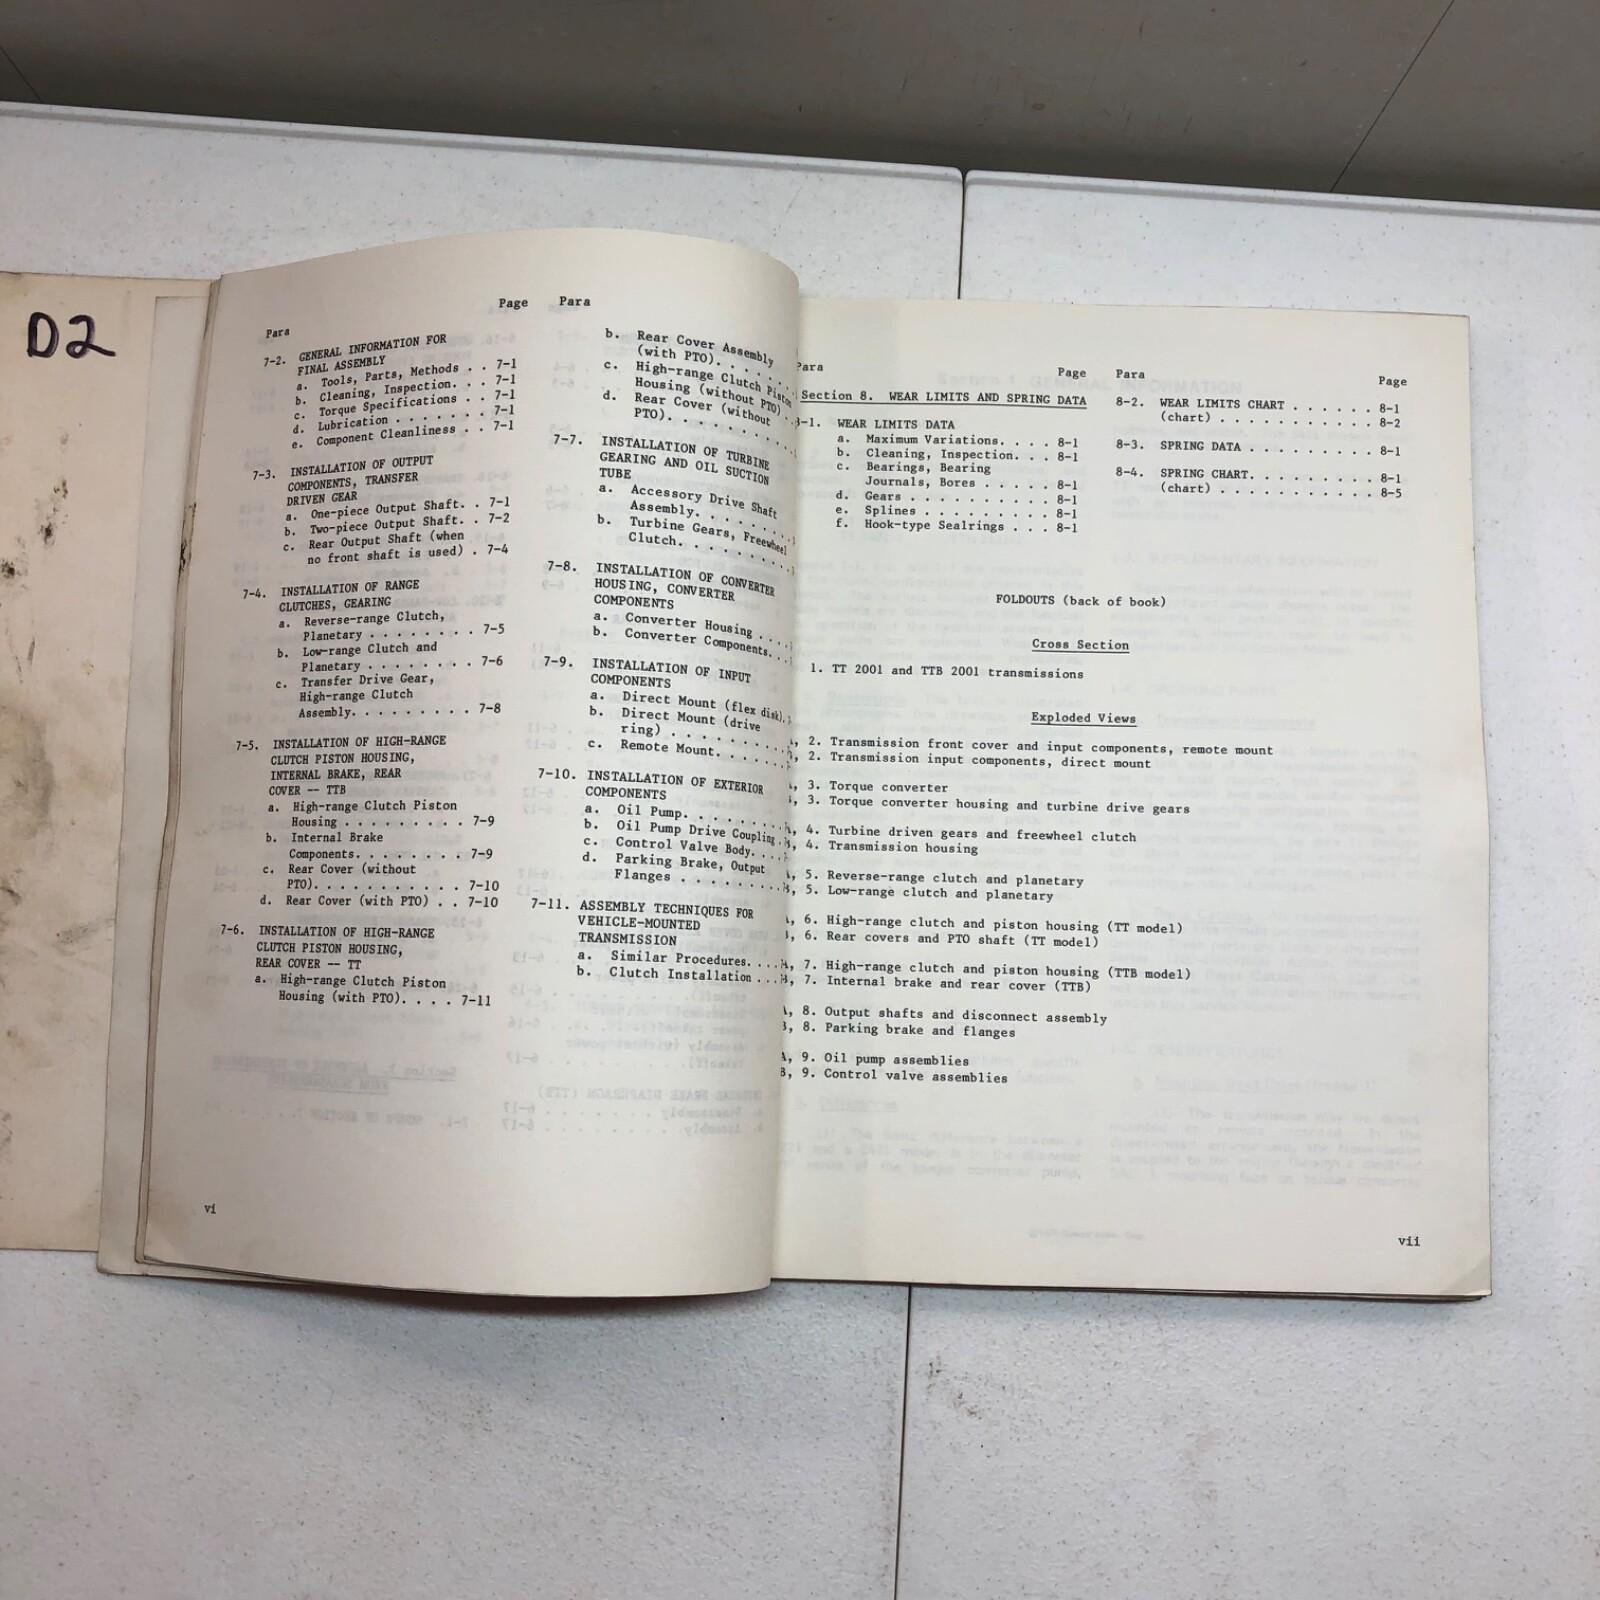 D2
Page
Para
7-2. GENERAL INFORMATION FOR
FINAL ASSEMBLY
a. Tools, Parts, Methods . . 7-1
b. Cleaning, Inspection. . . 7-1
c. Torque Specifications . . 7-1
d. Lubrication . . . . . . . 7-1
e. Component Cleanliness . . 7-1
7-3. INSTALLATION OF OUTPUT
COMPONENTS, TRANSFER
DRIVEN GEAR
a. One-piece Output Shaft. . 7-1
b. Two-piece Output Shaft. . 7-2
c. Rear Output Shaft (when
no front shaft is used) . 7-4
7-4. INSTALLATION OF RANGE
CLUTCHES, GEARING
a. Reverse-range Clutch,
Planetary . . . . . . . . 7-5
b. Low-range Clutch and
Planetary . . . . . . . . 7-6
c. Transfer Drive Gear,
High-range Clutch
Assembly. . . . . . . . . 7-8
7-5. INSTALLATION OF HIGH-RANGE
CLUTCH PISTON HOUSING,
INTERNAL BRAKE, REAR
COVER -- TTB
a. High-range Clutch Piston
Housing . . . . . . . . . 7-9
b. Internal Brake
Components. . . . . . . . 7-9
c. Rear Cover (without
PTO). . . . . . . . . . . 7-10
d. Rear Cover (with PTO) . . 7-10
7-6. INSTALLATION OF HIGH-RANGE
CLUTCH PISTON HOUSING,
REAR COVER -- TT
a. High-range Clutch Piston
Housing (with PTO). . . . 7-11
vi
Para
b. Rear Cover Assembly
(with PTO). . . . . . .
c. High-range Clutch Piston
Housing (without PTO) .
d. Rear Cover (without
PTO). . . . . . . . . .
7-7. INSTALLATION OF TURBINE
GEARING AND OIL SUCTION
TUBE
a. Accessory Drive Shaft
Assembly. . . . . . . .
b. Turbine Gears, Freewheel
Clutch. . . . . . . . .
7-8. INSTALLATION OF CONVERTER
HOUSING, CONVERTER
COMPONENTS
a. Converter Housing . . . .
b. Converter Components. . .
7-9. INSTALLATION OF INPUT
COMPONENTS
a. Direct Mount (flex disk).
b. Direct Mount (drive
ring) . . . . . . . . . .
c. Remote Mount. . . . . . .
7-10. INSTALLATION OF EXTERIOR
COMPONENTS
a. Oil Pump. . . . . . . . .
b. Oil Pump Drive Coupling .
c. Control Valve Body. . . .
d. Parking Brake, Output
Flanges . . . . . . . . .
7-11. ASSEMBLY TECHNIQUES FOR
VEHICLE-MOUNTED
TRANSMISSION
a. Similar Procedures. . . .
b. Clutch Installation . . .
Para Page
Section 8. WEAR LIMITS AND SPRING DATA
8-1. WEAR LIMITS DATA
a. Maximum Variations. . . . 8-1
b. Cleaning, Inspection. . . 8-1
c. Bearings, Bearing
Journals, Bores . . . . . 8-1
d. Gears . . . . . . . . . . 8-1
e. Splines . . . . . . . . . 8-1
f. Hook-type Sealrings . . . 8-1
Para Page
8-2. WEAR LIMITS CHART . . . . . . 8-1
(chart) . . . . . . . . . . . 8-2
8-3. SPRING DATA . . . . . . . . . 8-1
8-4. SPRING CHART. . . . . . . . . 8-1
(chart) . . . . . . . . . . . 8-5
FOLDOUTS (back of book)
Cross Section
1. TT 2001 and TTB 2001 transmissions
Exploded Views
A, 2. Transmission front cover and input components, remote mount
B, 2. Transmission input components, direct mount
A, 3. Torque converter
B, 3. Torque converter housing and turbine drive gears
A, 4. Turbine driven gears and freewheel clutch
B, 4. Transmission housing
A, 5. Reverse-range clutch and planetary
B, 5. Low-range clutch and planetary
A, 6. High-range clutch and piston housing (TT model)
B, 6. Rear covers and PTO shaft (TT model)
A, 7. High-range clutch and piston housing (TTB model)
B, 7. Internal brake and rear cover (TTB)
A, 8. Output shafts and disconnect assembly
B, 8. Parking brake and flanges
A, 9. Oil pump assemblies
B, 9. Control valve assemblies
vii